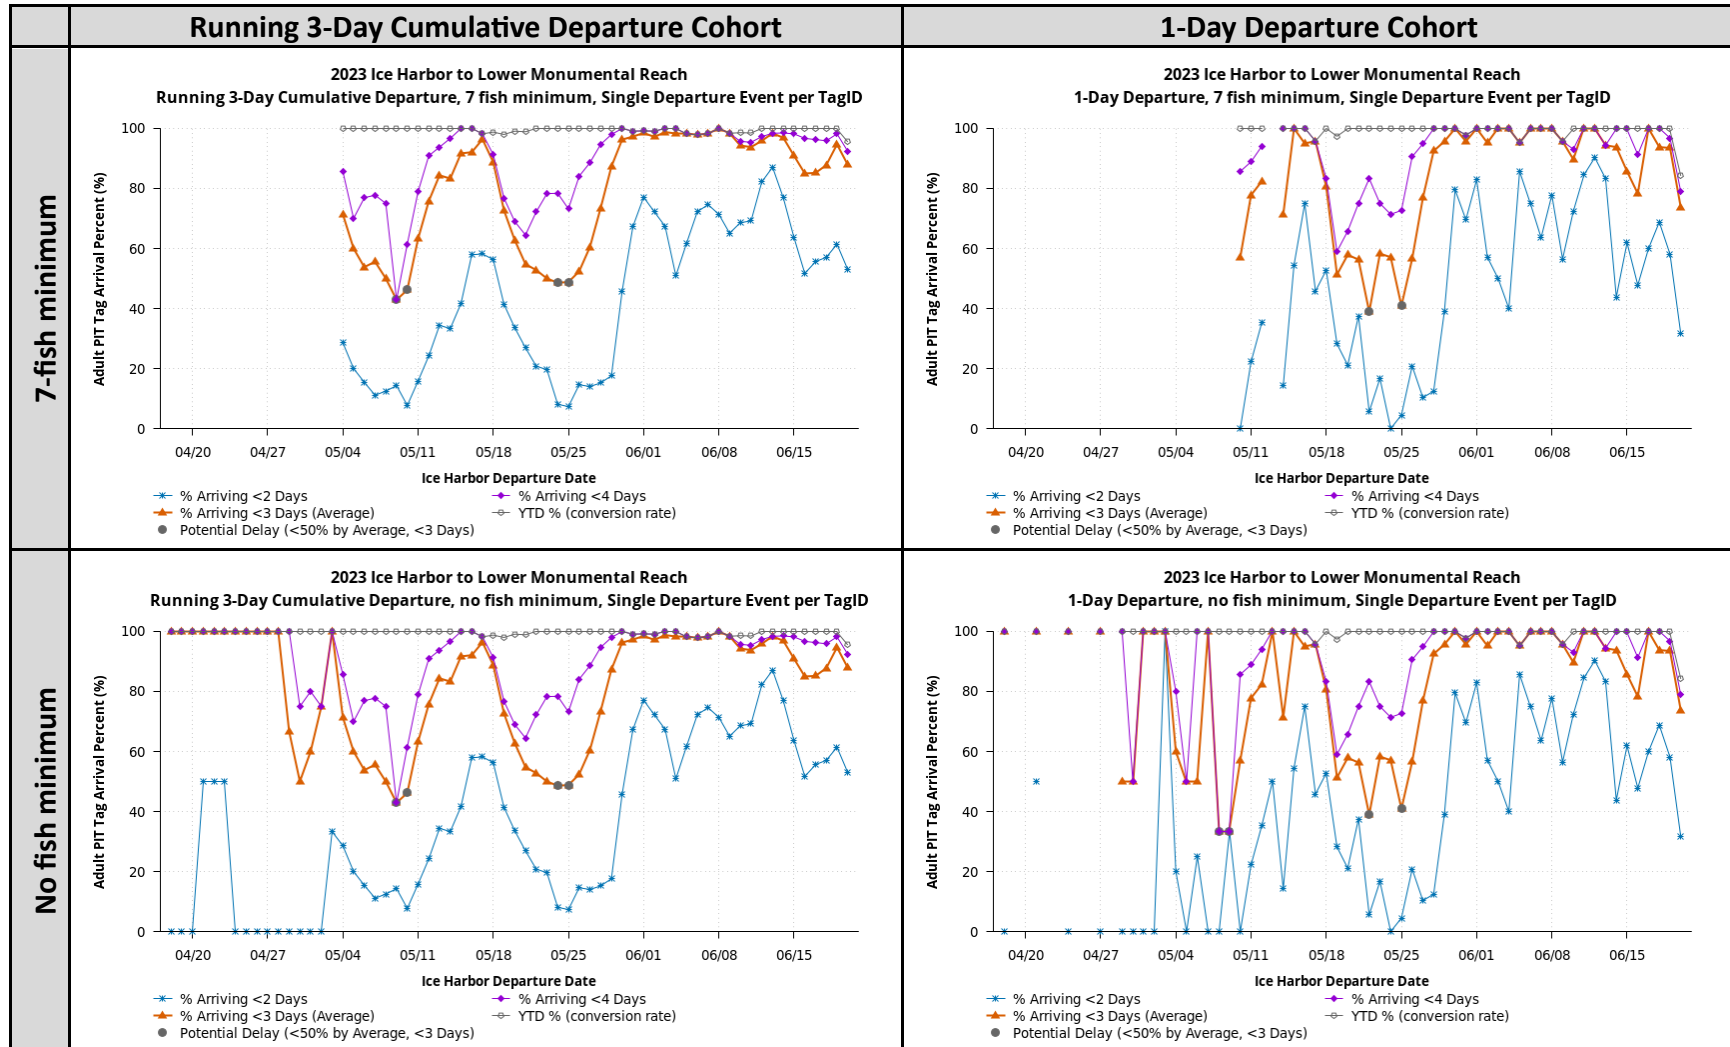 Running 3-Day Cumulative Departure Cohort
1-Day Departure Cohort
7-fish minimum
2023 Ice Harbor to Lower Monumental Reach
Running 3-Day Cumulative Departure, 7 fish minimum, Single Departure Event per TagID
Adult PIT Tag Arrival Percent (%)
100
80
60
40
20
0
04/20 04/27 05/04 05/11 05/18 05/25 06/01 06/08 06/15
Ice Harbor Departure Date
% Arriving <2 Days % Arriving <4 Days
% Arriving <3 Days (Average) YTD % (conversion rate)
Potential Delay (<50% by Average, <3 Days)
2023 Ice Harbor to Lower Monumental Reach
1-Day Departure, 7 fish minimum, Single Departure Event per TagID
Adult PIT Tag Arrival Percent (%)
100
80
60
40
20
0
04/20 04/27 05/04 05/11 05/18 05/25 06/01 06/08 06/15
Ice Harbor Departure Date
% Arriving <2 Days % Arriving <4 Days
% Arriving <3 Days (Average) YTD % (conversion rate)
Potential Delay (<50% by Average, <3 Days)
No fish minimum
2023 Ice Harbor to Lower Monumental Reach
Running 3-Day Cumulative Departure, no fish minimum, Single Departure Event per TagID
Adult PIT Tag Arrival Percent (%)
100
80
60
40
20
0
04/20 04/27 05/04 05/11 05/18 05/25 06/01 06/08 06/15
Ice Harbor Departure Date
% Arriving <2 Days % Arriving <4 Days
% Arriving <3 Days (Average) YTD % (conversion rate)
Potential Delay (<50% by Average, <3 Days)
2023 Ice Harbor to Lower Monumental Reach
1-Day Departure, no fish minimum, Single Departure Event per TagID
Adult PIT Tag Arrival Percent (%)
100
80
60
40
20
0
04/20 04/27 05/04 05/11 05/18 05/25 06/01 06/08 06/15
Ice Harbor Departure Date
% Arriving <2 Days % Arriving <4 Days
% Arriving <3 Days (Average) YTD % (conversion rate)
Potential Delay (<50% by Average, <3 Days)